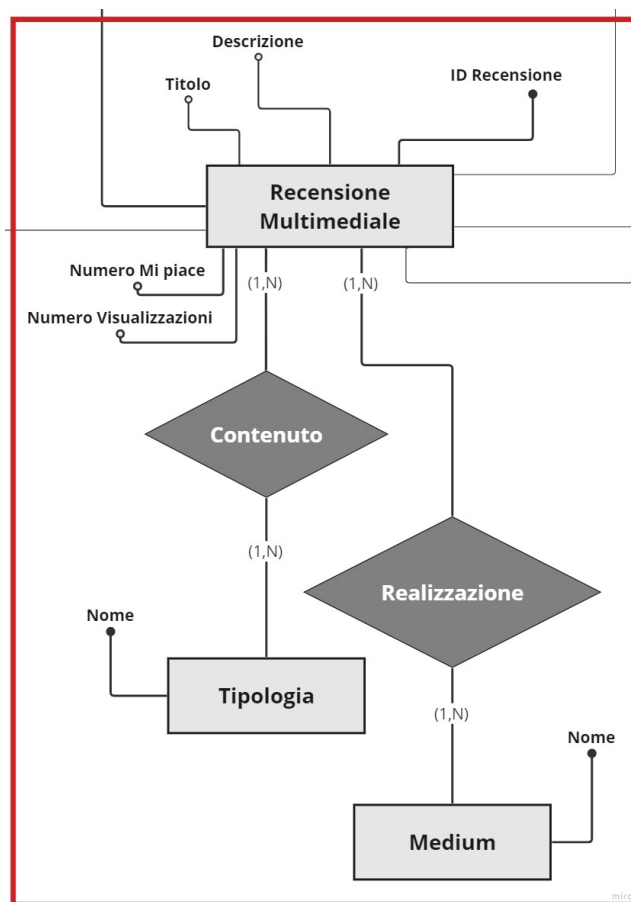 Descrizione
Titolo
ID Recensione
Recensione
Multimediale
Numero Mi piace
(1,N)
(1,N)
Numero Visualizzazioni
Contenuto
(1,N)
Realizzazione
Nome
Tipologia
(1,N)
Nome
Medium
miro